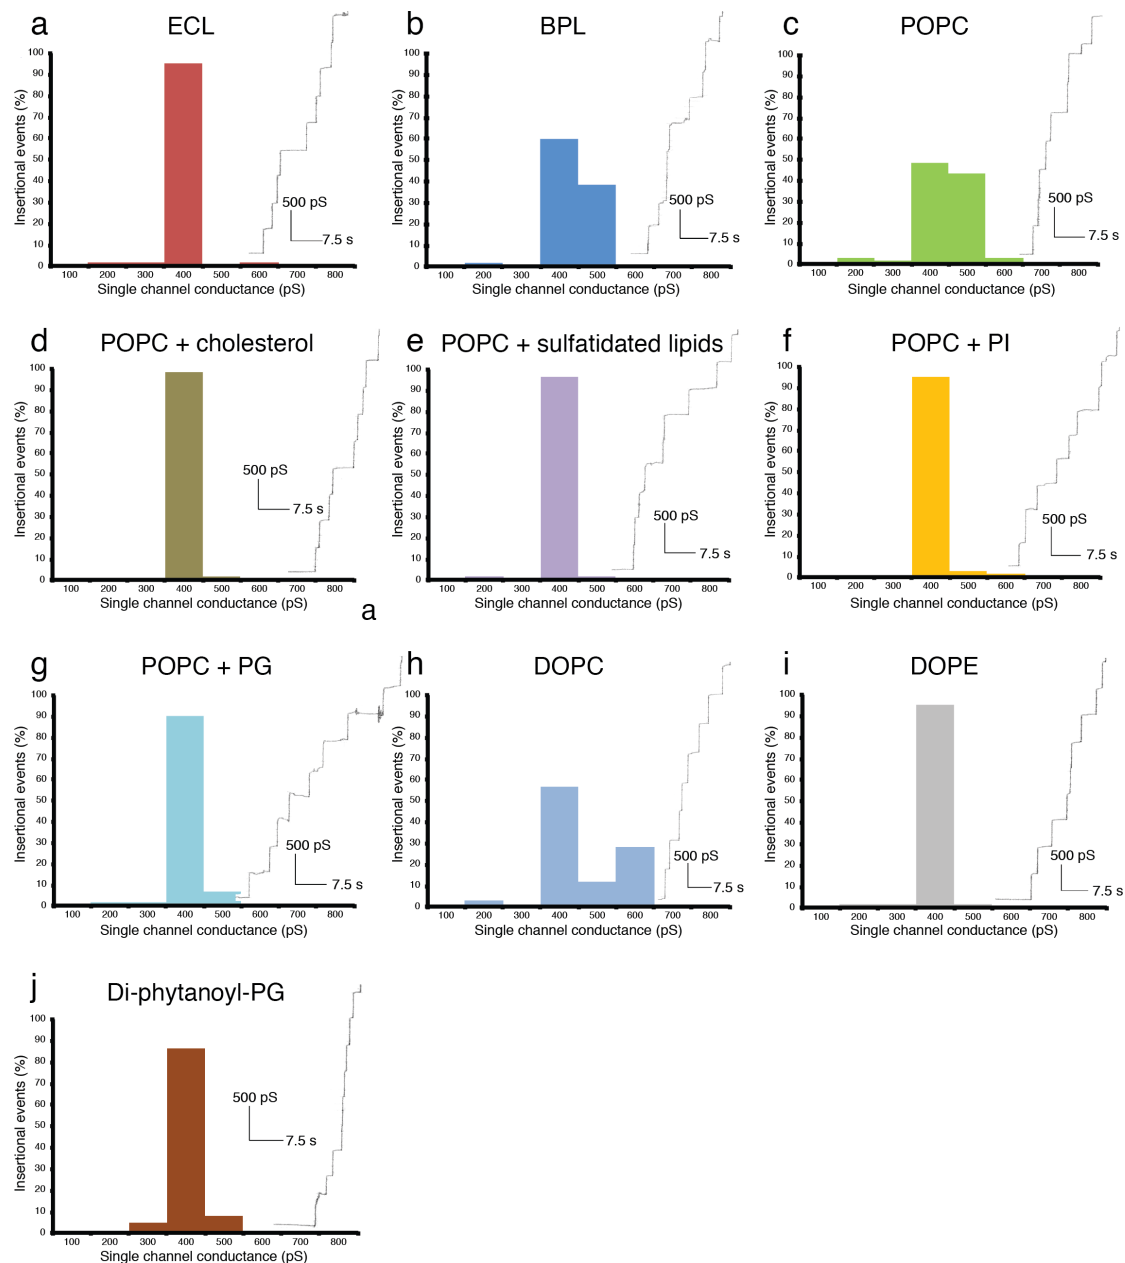 a
ECL
Insertional events (%)
100
90
80
70
60
50
40
30
20
10
0
500 pS
7.5 s
100 200 300 400 500 600 700 800
Single channel conductance (pS)
b
BPL
Insertional events (%)
100
90
80
70
60
50
40
30
20
10
0
500 pS
7.5 s
100 200 300 400 500 600 700 800
Single channel conductance (pS)
c
POPC
Insertional events (%)
100
90
80
70
60
50
40
30
20
10
0
500 pS
7.5 s
100 200 300 400 500 600 700 800
Single channel conductance (pS)
d
POPC + cholesterol
Insertional events (%)
100
90
80
70
60
50
40
30
20
10
0
500 pS
7.5 s
100 200 300 400 500 600 700 800
Single channel conductance (pS)
e
POPC + sulfatidated lipids
Insertional events (%)
100
90
80
70
60
50
40
30
20
10
0
500 pS
7.5 s
100 200 300 400 500 600 700 800
Single channel conductance (pS)
f
POPC + PI
Insertional events (%)
100
90
80
70
60
50
40
30
20
10
0
500 pS
7.5 s
100 200 300 400 500 600 700 800
Single channel conductance (pS)
a
g
POPC + PG
Insertional events (%)
100
90
80
70
60
50
40
30
20
10
0
500 pS
7.5 s
100 200 300 400 500 600 700 800
Single channel conductance (pS)
h
DOPC
Insertional events (%)
100
90
80
70
60
50
40
30
20
10
0
500 pS
7.5 s
100 200 300 400 500 600 700 800
Single channel conductance (pS)
i
DOPE
Insertional events (%)
100
90
80
70
60
50
40
30
20
10
0
500 pS
7.5 s
100 200 300 400 500 600 700 800
Single channel conductance (pS)
j
Di-phytanoyl-PG
Insertional events (%)
100
90
80
70
60
50
40
30
20
10
0
500 pS
7.5 s
100 200 300 400 500 600 700 800
Single channel conductance (pS)